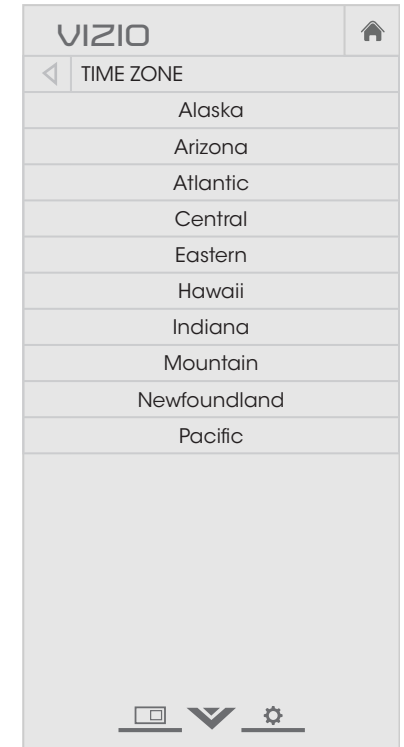 VIZIO
TIME ZONE
Alaska
Arizona
Atlantic
Central
Eastern
Hawaii
Indiana
Mountain
Newfoundland
Pacific